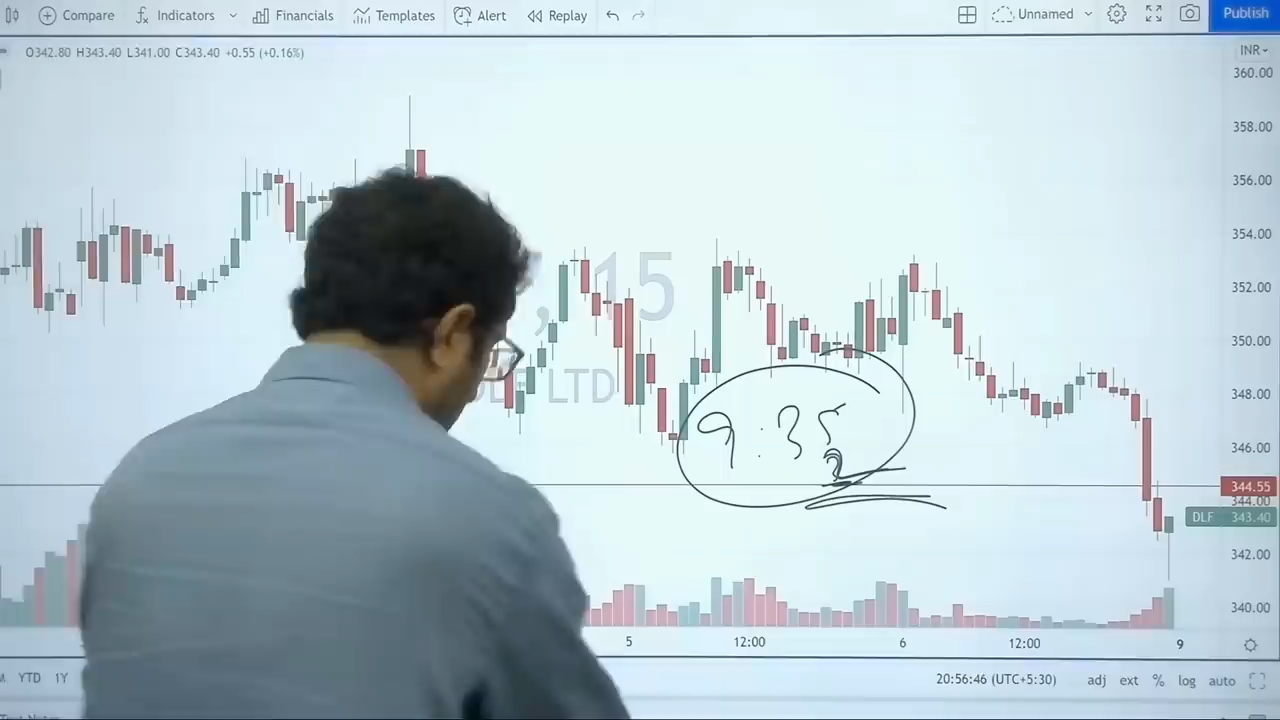 Compare Indicators Financials Templates Alert Replay Unnamed Publish
O342.80 H343.40 L341.00 C343.40 +0.55 (+0.16%)
INR
360.00
358.00
356.00
354.00
352.00
350.00
348.00
346.00
344.55
344.00
DLF 343.40
342.00
340.00
, 15
LTD
9:35
5 12:00 6 12:00 9
YTD 1Y 20:56:46 (UTC+5:30) adj ext % log auto